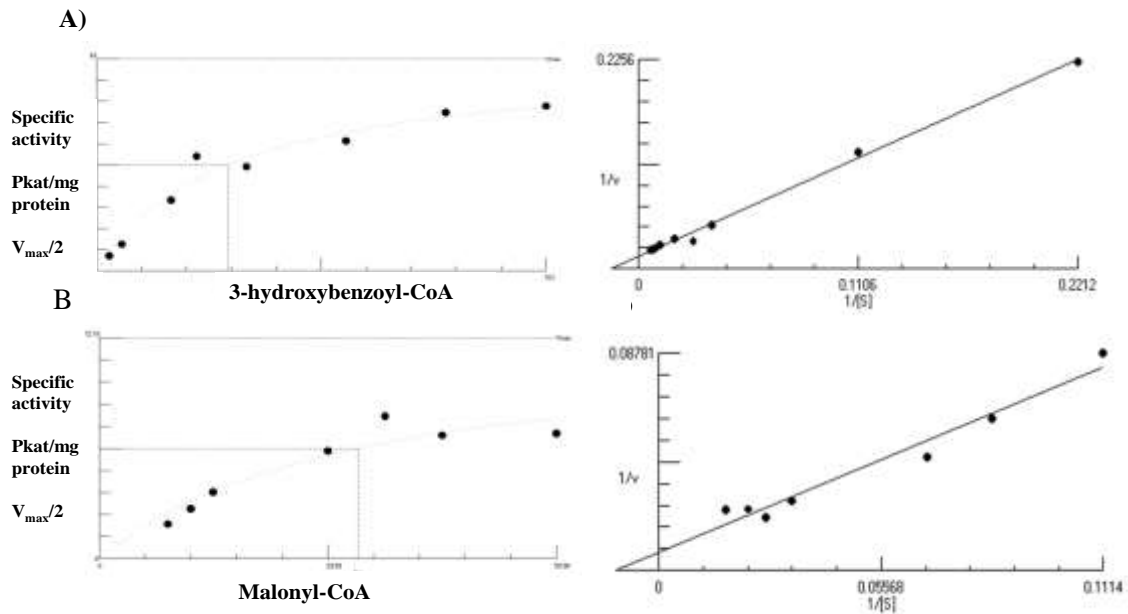 A)
Specific
activity
Pkat/mg
protein
Vmax/2
3-hydroxybenzoyl-CoA
0.2256
1/v
0
0.1106
0.2212
1/[S]
B
Specific
activity
Pkat/mg
protein
Vmax/2
0
Malonyl-CoA
0.08781
1/v
0
0.05568
0.1114
1/[S]